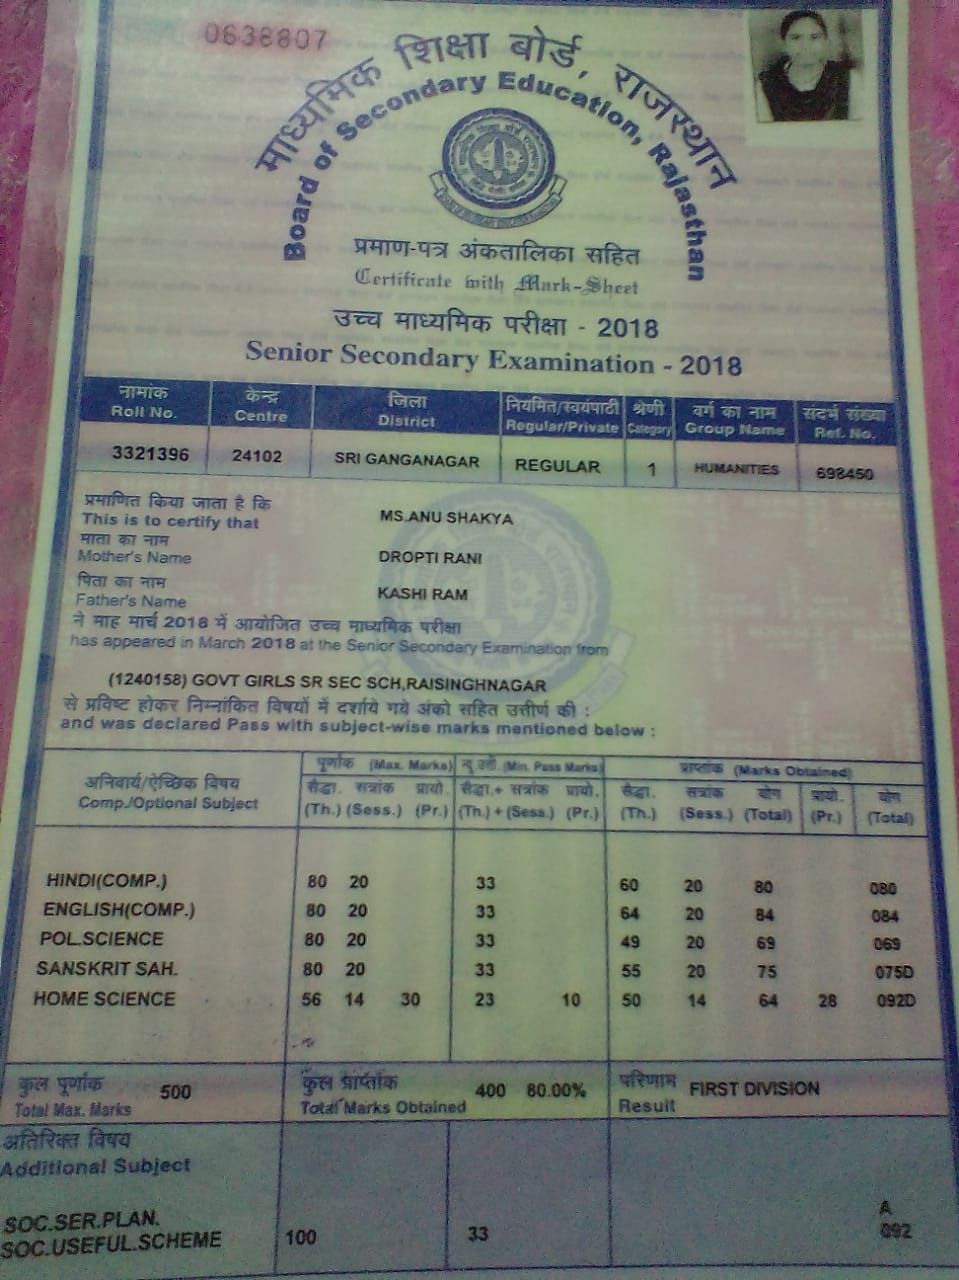 0638807
माध्यमिक शिक्षा बोर्ड, राजस्थान
Board of Secondary Education, Rajasthan
प्रमाण-पत्र अंकतालिका सहित
Certificate with Mark-Sheet
उच्च माध्यमिक परीक्षा - 2018
Senior Secondary Examination - 2018
नामांक केन्द्र जिला नियमित/स्वयंपाठी श्रेणी वर्ग का नाम संदर्भ संख्या
Roll No. Centre District Regular/Private Category Group Name Ref. No.
3321396 24102 SRI GANGANAGAR REGULAR 1 HUMANITIES 698450
प्रमाणित किया जाता है कि
This is to certify that MS.ANU SHAKYA
माता का नाम
Mother's Name DROPTI RANI
पिता का नाम
Father's Name KASHI RAM
ने माह मार्च 2018 में आयोजित उच्च माध्यमिक परीक्षा
has appeared in March 2018 at the Senior Secondary Examination from
(1240158) GOVT GIRLS SR SEC SCH,RAISINGHNAGAR
से प्रविष्ट होकर निम्नांकित विषयों में दर्शाये गये अंको सहित उत्तीर्ण की :
and was declared Pass with subject-wise marks mentioned below :
अनिवार्य/ऐच्छिक विषय पूर्णांक (Max. Marks) (Min. Pass Marks) प्राप्तांक (Marks Obtained)
सैद्धा. सत्रांक प्रायो. सैद्धा.+ सत्रांक प्रायो. सैद्धा. सत्रांक योग प्रायो. योग
Comp./Optional Subject (Th.) (Sess.) (Pr.) (Th.) + (Sess.) (Pr.) (Th.) (Sess.) (Total) (Pr.) (Total)
HINDI(COMP.) 80 20 33 60 20 80 080
ENGLISH(COMP.) 80 20 33 64 20 84 084
POL.SCIENCE 80 20 33 49 20 69 069
SANSKRIT SAH. 80 20 33 55 20 75 075D
HOME SCIENCE 56 14 30 23 10 50 14 64 28 092D
कुल पूर्णांक 500 कुल प्राप्तांक 400 80.00% परिणाम FIRST DIVISION
Total Max. Marks Total Marks Obtained Result
अतिरिक्त विषय
Additional Subject
SOC.SER.PLAN. A
SOC.USEFUL.SCHEME 100 33 092